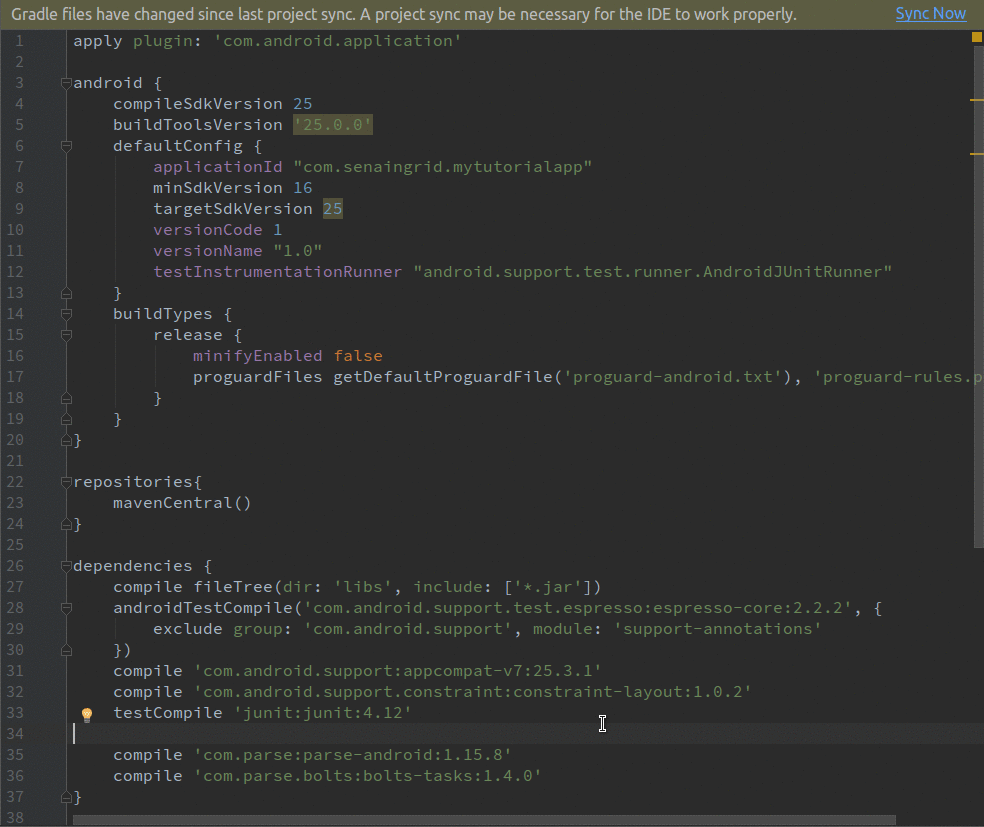 Gradle files have changed since last project sync. A project sync may be necessary for the IDE to work properly. Sync Now
1 apply plugin: 'com.android.application'
2
3 android {
4     compileSdkVersion 25
5     buildToolsVersion '25.0.0'
6     defaultConfig {
7         applicationId "com.senaingrid.mytutorialapp"
8         minSdkVersion 16
9         targetSdkVersion 25
10         versionCode 1
11         versionName "1.0"
12         testInstrumentationRunner "android.support.test.runner.AndroidJUnitRunner"
13     }
14     buildTypes {
15         release {
16             minifyEnabled false
17             proguardFiles getDefaultProguardFile('proguard-android.txt'), 'proguard-rules.p
18         }
19     }
20 }
21
22 repositories{
23     mavenCentral()
24 }
25
26 dependencies {
27     compile fileTree(dir: 'libs', include: ['*.jar'])
28     androidTestCompile('com.android.support.test.espresso:espresso-core:2.2.2', {
29         exclude group: 'com.android.support', module: 'support-annotations'
30     })
31     compile 'com.android.support:appcompat-v7:25.3.1'
32     compile 'com.android.support.constraint:constraint-layout:1.0.2'
33     testCompile 'junit:junit:4.12'
34
35     compile 'com.parse:parse-android:1.15.8'
36     compile 'com.parse.bolts:bolts-tasks:1.4.0'
37 }
38